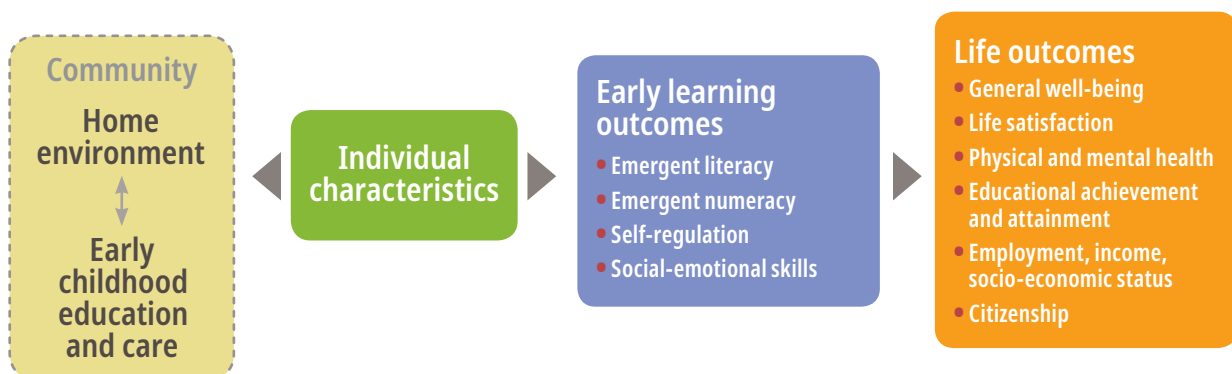 Community
Home
environment
Early
childhood
education
and care
Individual
characteristics
Early learning
outcomes
• Emergent literacy
• Emergent numeracy
• Self-regulation
• Social-emotional skills
Life outcomes
• General well-being
• Life satisfaction
• Physical and mental health
• Educational achievement
and attainment
• Employment, income,
socio-economic status
• Citizenship